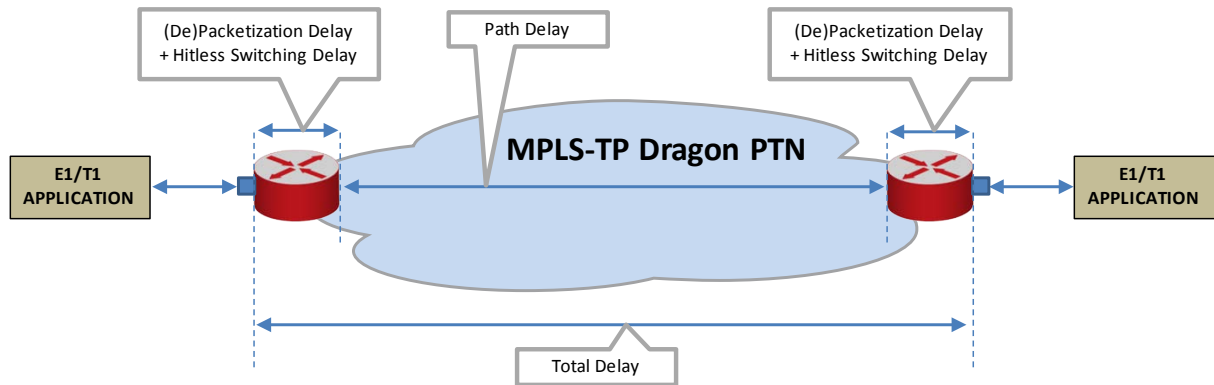 (De)Packetization Delay
+ Hitless Switching Delay
Path Delay
(De)Packetization Delay
+ Hitless Switching Delay
MPLS-TP Dragon PTN
E1/T1
APPLICATION
E1/T1
APPLICATION
Total Delay